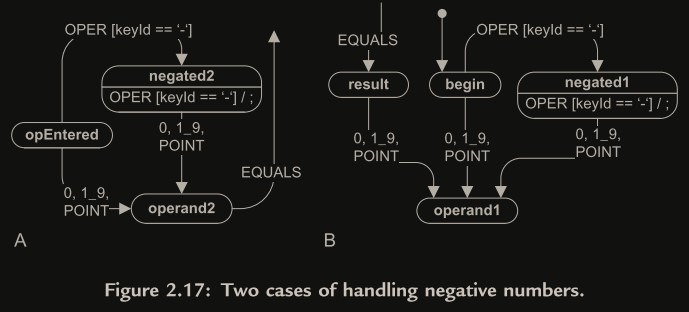 OPER [keyId == ‘-‘]
negated2
OPER [keyId == ‘-‘] / ;
opEntered
0, 1_9,
POINT
EQUALS
0, 1_9,
POINT
operand2
A
EQUALS
OPER [keyId == ‘-‘]
result
begin
negated1
OPER [keyId == ‘-‘] / ;
0, 1_9,
POINT
0, 1_9,
POINT
0, 1_9,
POINT
operand1
B
Figure 2.17: Two cases of handling negative numbers.